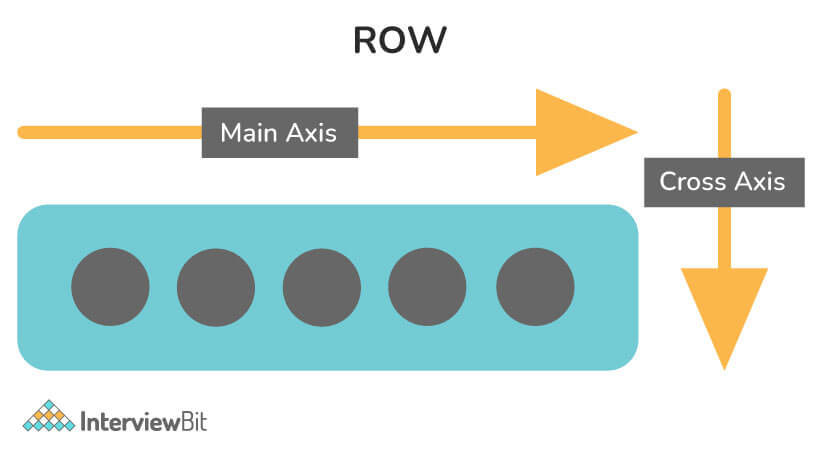 ROW
Main Axis
Cross Axis
InterviewBit